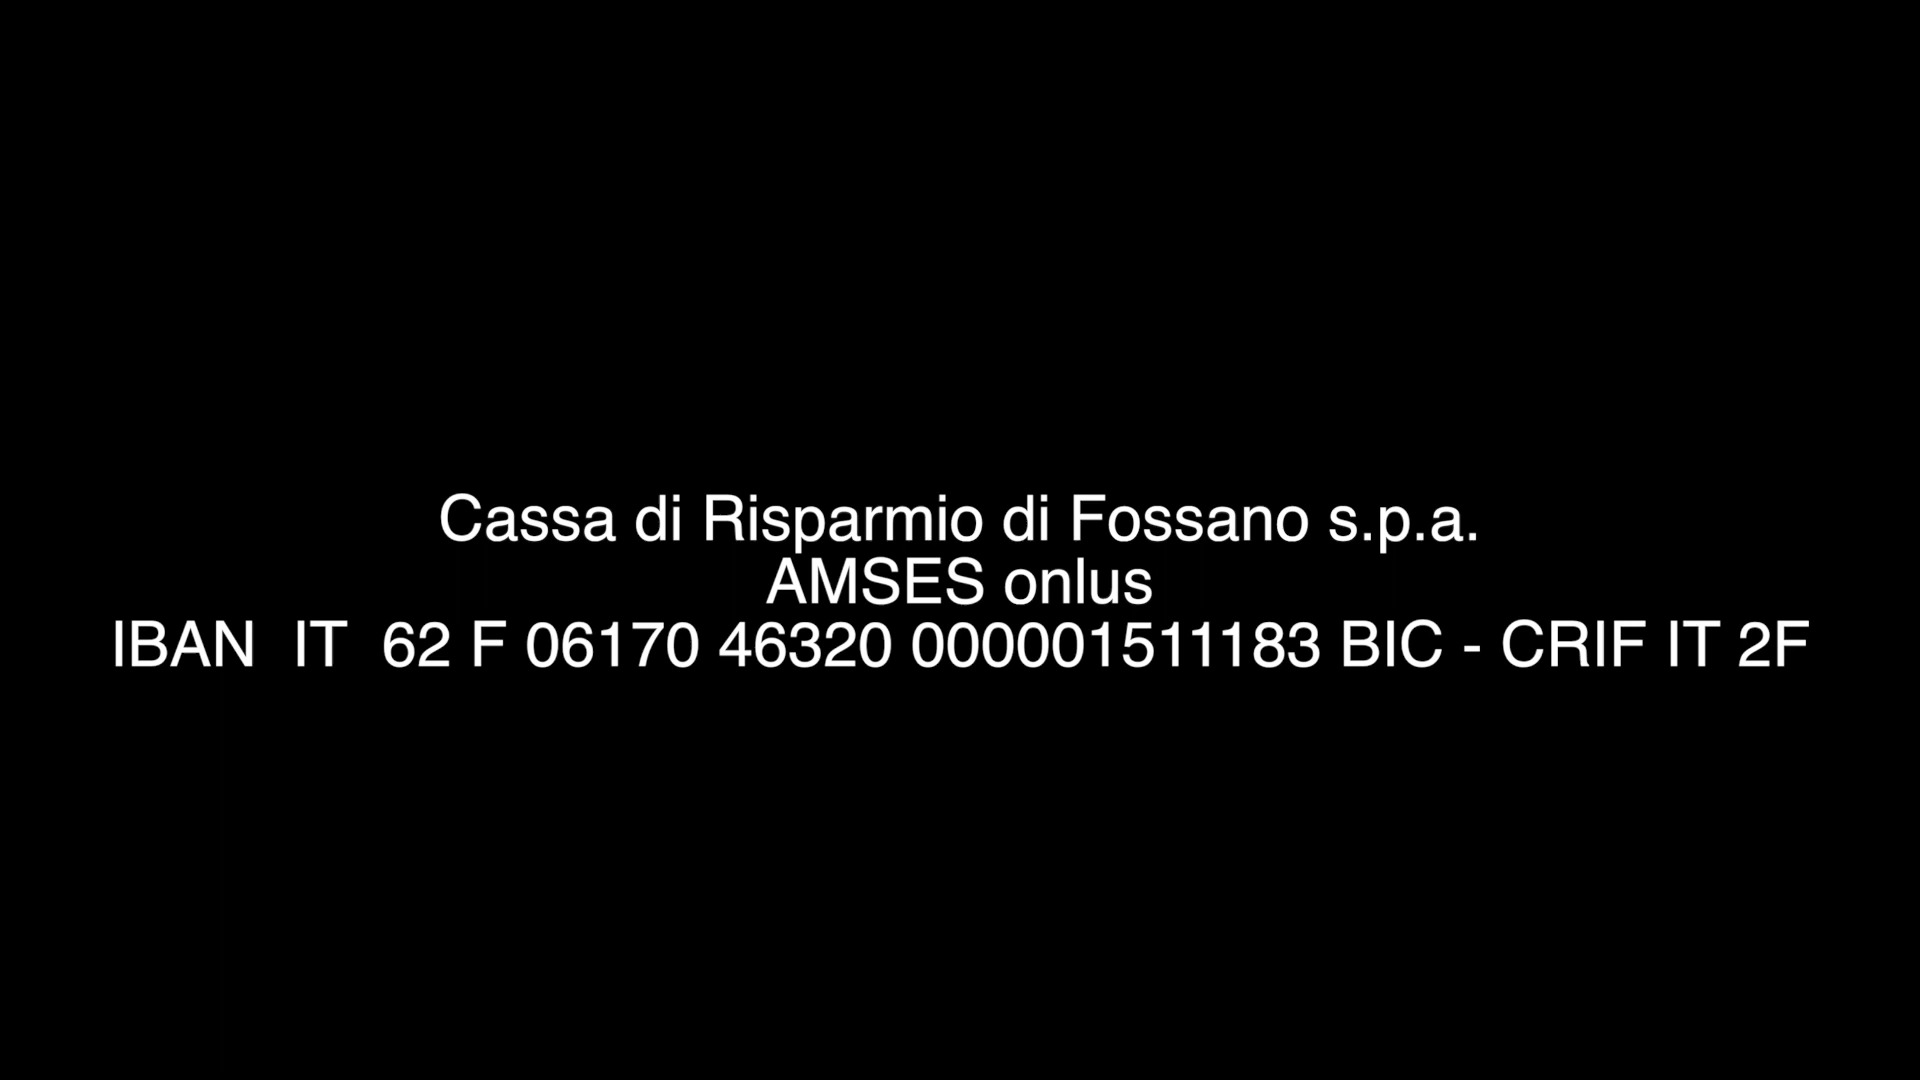 Cassa di Risparmio di Fossano s.p.a.
AMSES onlus
IBAN  IT  62 F 06170 46320 000001511183 BIC - CRIF IT 2F